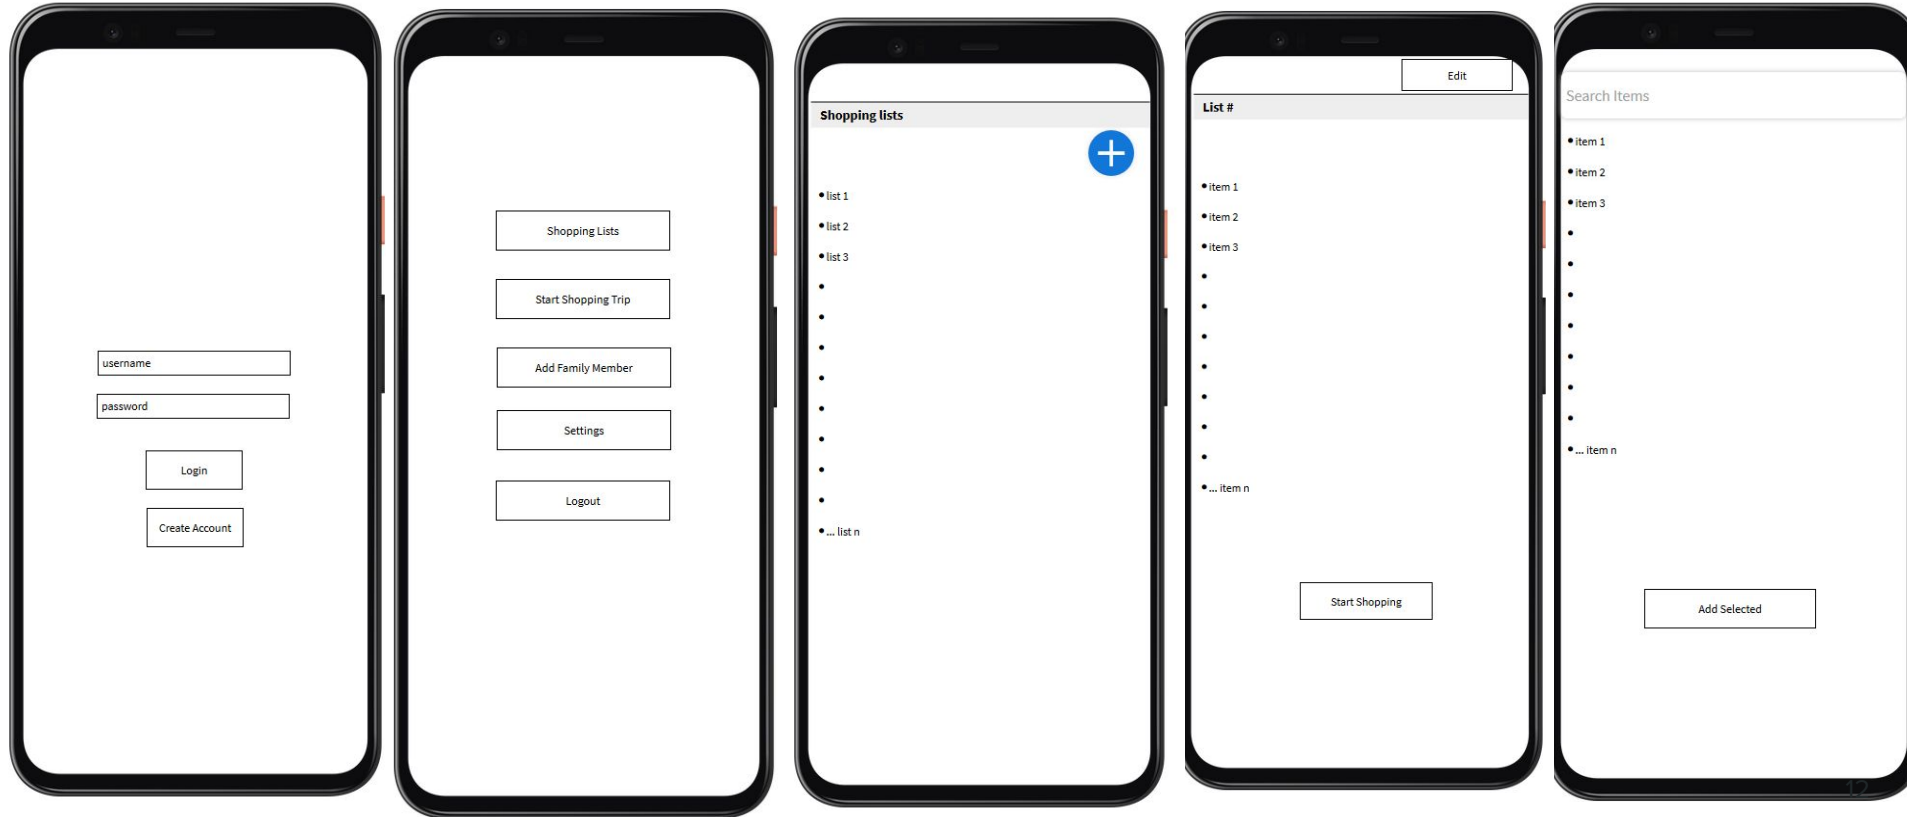 username
password
Login
Create Account
Shopping Lists
Start Shopping Trip
Add Family Member
Settings
Logout
Shopping lists
• list 1
• list 2
• list 3
•
•
•
•
•
•
•
•
• ... list n
Edit
List #
• item 1
• item 2
• item 3
•
•
•
•
•
•
•
• ... item n
Start Shopping
Search Items
• item 1
• item 2
• item 3
•
•
•
•
•
•
•
• ... item n
Add Selected
12